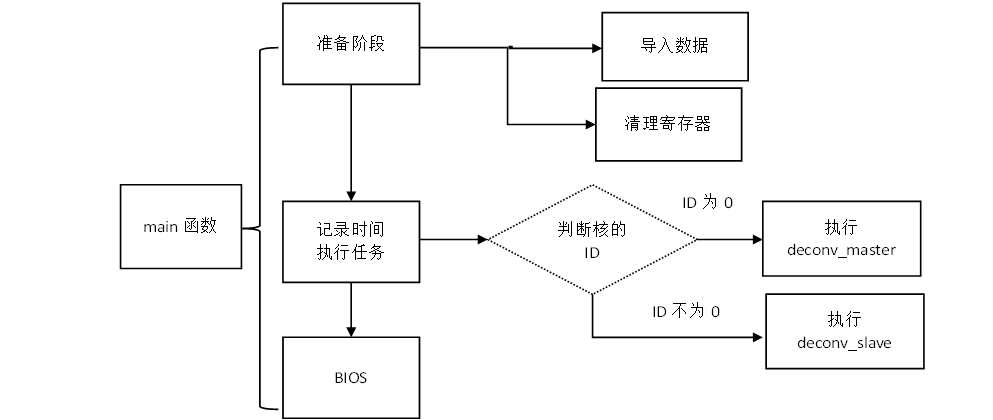 准备阶段
导入数据
清理寄存器
main 函数
记录时间
执行任务
判断核的
ID
ID 为 0
执行
deconv_master
ID 不为 0
执行
deconv_slave
BIOS